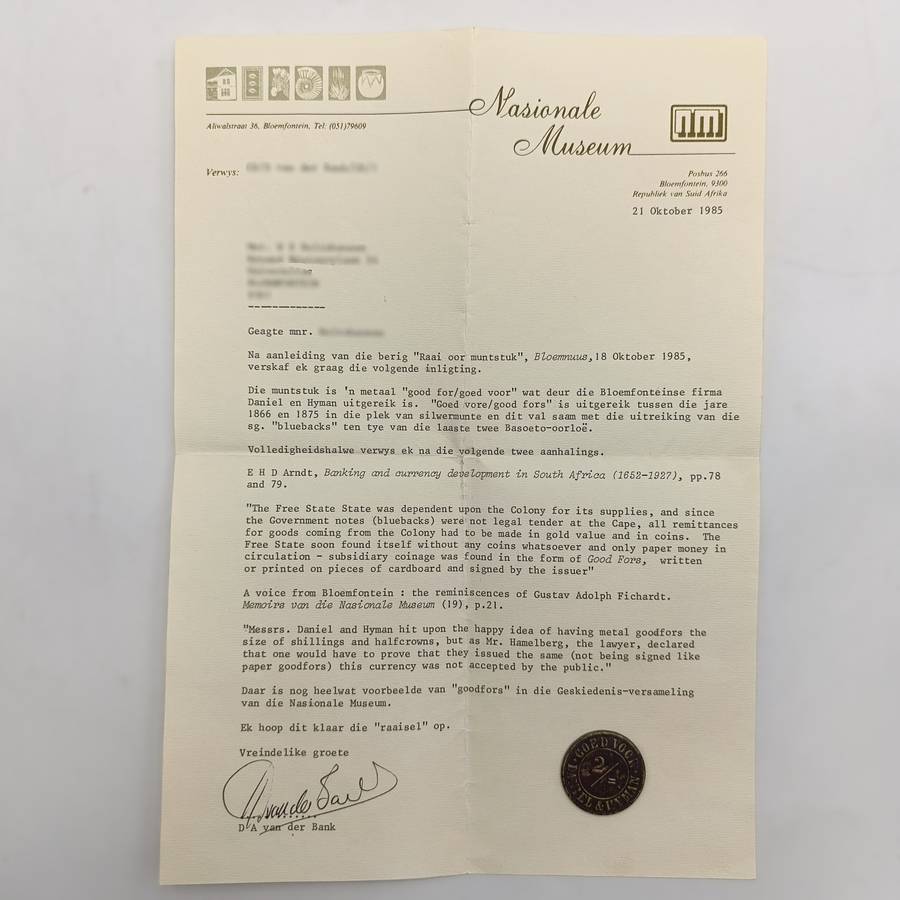 Nasionale
Museum
nm
Aliwalstraat 36, Bloemfontein, Tel: (051)79609
Verwys:
Posbus 266
Bloemfontein, 9300
Republiek van Suid Afrika
21 Oktober 1985
Geagte mnr.
Na aanleiding van die berig "Raai oor muntstuk", Bloemnuus,18 Oktober 1985,
verskaf ek graag die volgende inligting.
Die muntstuk is 'n metaal "good for/goed voor" wat deur die Bloemfonteinse firma
Daniel en Hyman uitgereik is. "Goed vore/good fors" is uitgereik tussen die jare
1866 en 1875 in die plek van silwermunte en dit val saam met die uitreiking van die
sg. "bluebacks" ten tye van die laaste twee Basoeto-oorloë.
Volledigheidshalwe verwys ek na die volgende twee aanhalings.
E H D Arndt, Banking and currency development in South Africa (1652-1927), pp.78
and 79.
"The Free State State was dependent upon the Colony for its supplies, and since
the Government notes (bluebacks) were not legal tender at the Cape, all remittances
for goods coming from the Colony had to be made in gold value and in coins. The
Free State soon found itself without any coins whatsoever and only paper money in
circulation - subsidiary coinage was found in the form of Good Fors, written
or printed on pieces of cardboard and signed by the issuer"
A voice from Bloemfontein : the reminiscences of Gustav Adolph Fichardt.
Memoirs van die Nasionale Museum (19), p.21.
"Messrs. Daniel and Hyman hit upon the happy idea of having metal goodfors the
size of shillings and halfcrowns, but as Mr. Hamelberg, the lawyer, declared
that one would have to prove that they issued the same (not being signed like
paper goodfors) this currency was not accepted by the public."
Daar is nog heelwat voorbeelde van "goedfors" in die Geskiedenis-versameling
van die Nasionale Museum.
Ek hoop dit klaar die "raaisel" op.
Vreindelike groete
D A van der Bank
GOED VOOR
2/=
& HYMAN